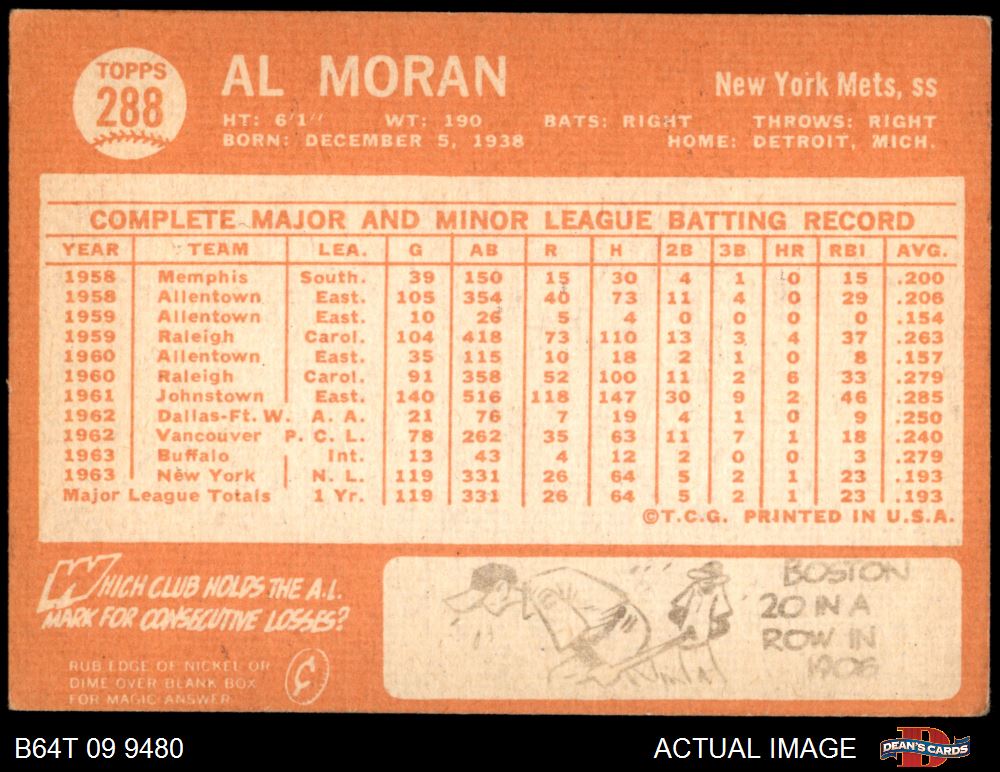 TOPPS
288
AL MORAN
New York Mets, ss
HT: 6'1" WT: 190 BATS: RIGHT THROWS: RIGHT
BORN: DECEMBER 5, 1938 HOME: DETROIT, MICH.
COMPLETE MAJOR AND MINOR LEAGUE BATTING RECORD
YEAR TEAM LEA. G AB R H 2B 3B HR RBI AVG.
1958 Memphis South. 39 150 15 30 4 1 0 15 .200
1958 Allentown East. 105 354 40 73 11 4 0 29 .206
1959 Allentown East. 10 26 5 4 0 0 0 0 .154
1959 Raleigh Carol. 104 418 73 110 13 3 4 37 .263
1960 Allentown East. 35 115 10 18 2 1 0 8 .157
1960 Raleigh Carol. 91 358 52 100 11 2 6 33 .279
1961 Johnstown East. 140 516 118 147 30 9 2 46 .285
1962 Dallas-Ft. W. A. A. 21 76 7 19 4 1 0 9 .250
1962 Vancouver P. C. L. 78 262 35 63 11 7 1 18 .240
1963 Buffalo Int. 13 43 4 12 2 0 0 3 .279
1963 New York N. L. 119 331 26 64 5 2 1 23 .193
Major League Totals 1 Yr. 119 331 26 64 5 2 1 23 .193
©T.C.G. PRINTED IN U.S.A.
WHICH CLUB HOLDS THE A.L.
MARK FOR CONSECUTIVE LOSSES?
RUB EDGE OF NICKEL OR
DIME OVER BLANK BOX
FOR MAGIC ANSWER
BOSTON
20 IN A
ROW IN
1906
B64T 09 9480
ACTUAL IMAGE
DEAN'S CARDS